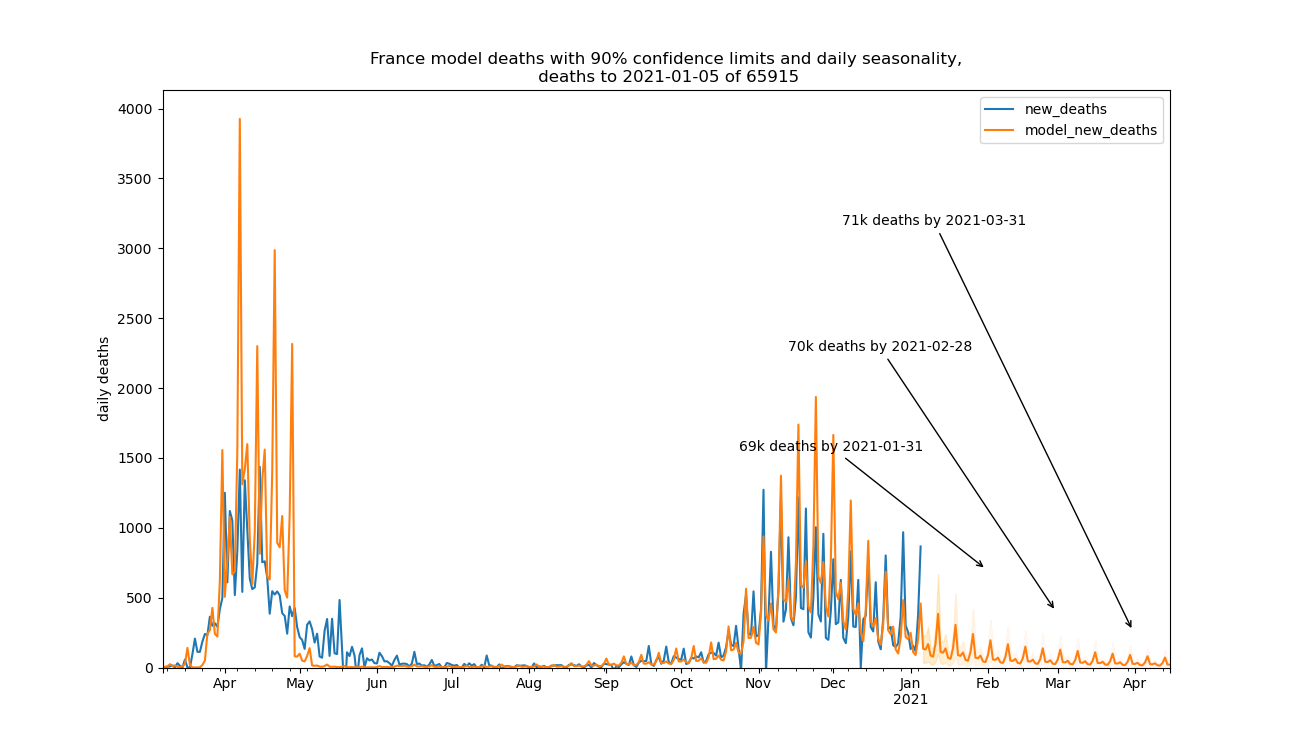 France model deaths with 90% confidence limits and daily seasonality,
deaths to 2021-01-05 of 65915
new_deaths
model_new_deaths
daily deaths
4000
3500
3000
2500
2000
1500
1000
500
0
71k deaths by 2021-03-31
70k deaths by 2021-02-28
69k deaths by 2021-01-31
Apr May Jun Jul Aug Sep Oct Nov Dec Jan Feb Mar Apr
2021